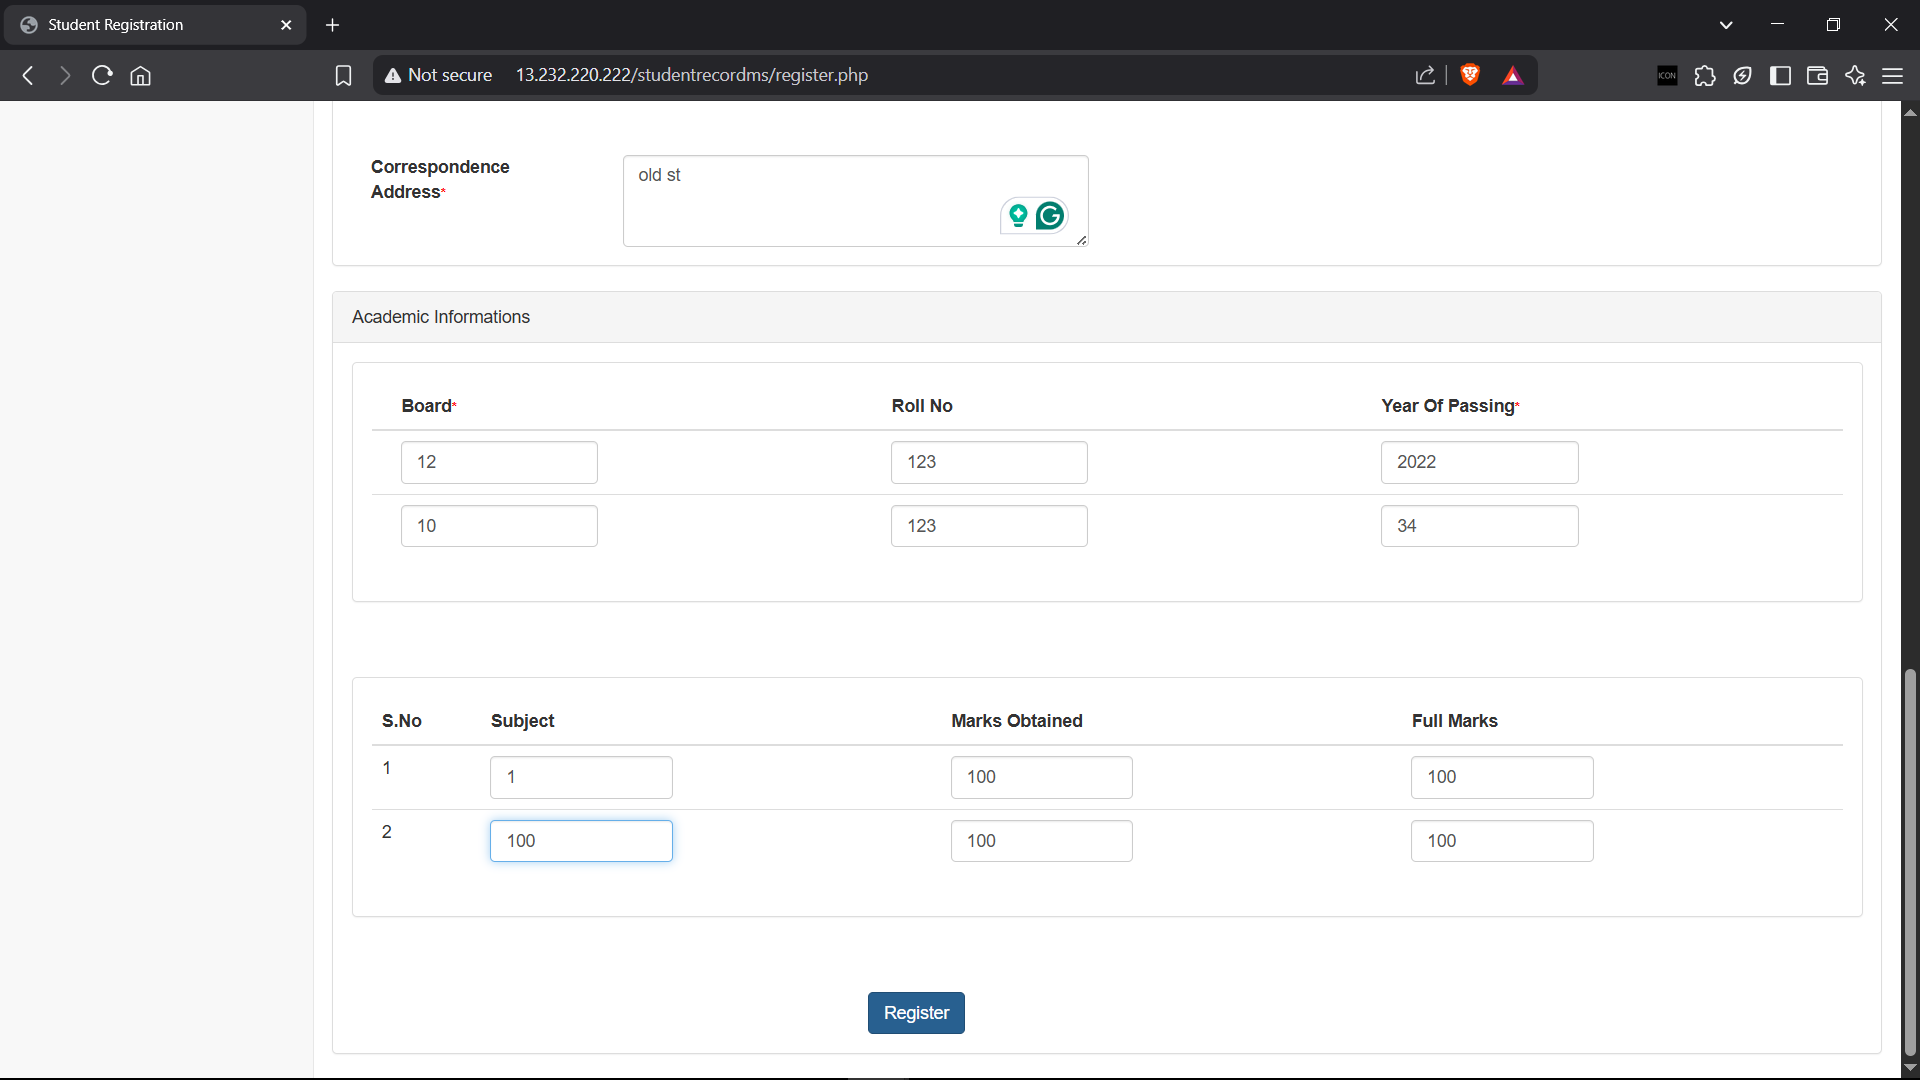 Student Registration
Not secure 13.232.220.222/studentrecordms/register.php
ICON
Correspondence
Address*
old st
G
Academic Informations
Board* Roll No Year Of Passing*
12 123 2022
10 123 34
S.No Subject Marks Obtained Full Marks
1 1 100 100
2 100 100 100
Register